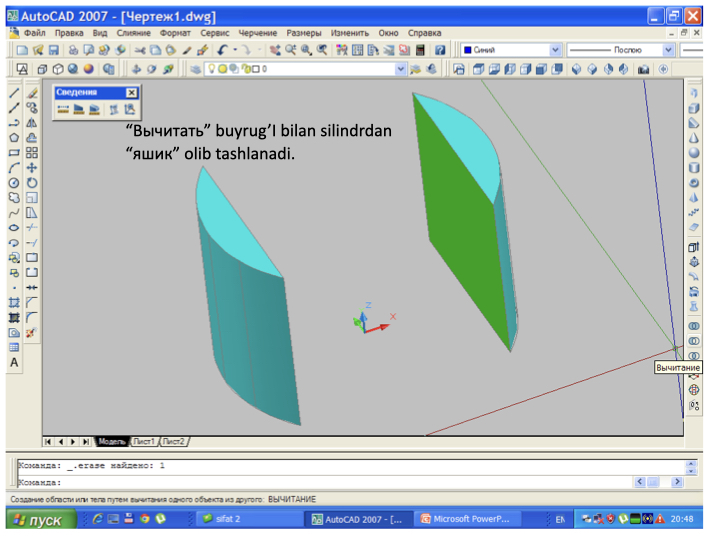 AutoCAD 2007 - [Чертеж1.dwg]
Файл Правка Вид Слияние Формат Сервис Черчение Размеры Изменить Окно Справка
Синий Послою
0
Сведения
“Вычитать” buyrug’I bilan silindrdan
“яшик” olib tashlanadi.
Z
X
A
Вычитание
Модель Лист1 Лист2
Команда: _.erase найдено: 1
Команда:
Создание области или тела путем вычитания одного объекта из другого: ВЫЧИТАНИЕ
пуск sifat 2 AutoCAD 2007 - [... Microsoft PowerP... EN 20:48